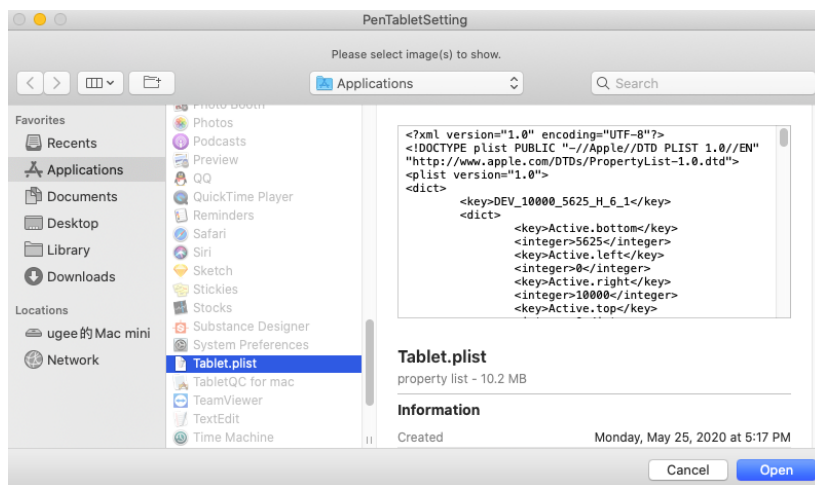 PenTabletSetting
Please select image(s) to show.
Applications
Search
Favorites
Recents
Applications
Documents
Desktop
Library
Downloads
Locations
ugee的Mac mini
Network
Photo Booth
Photos
Podcasts
Preview
QQ
QuickTime Player
Reminders
Safari
Siri
Sketch
Stickies
Stocks
Substance Designer
System Preferences
Tablet.plist
TabletQC for mac
TeamViewer
TextEdit
Time Machine
<?xml version="1.0" encoding="UTF-8"?>
<!DOCTYPE plist PUBLIC "-//Apple//DTD PLIST 1.0//EN"
"http://www.apple.com/DTDs/PropertyList-1.0.dtd">
<plist version="1.0">
<dict>
<key>DEV_10000_5625_H_6_1</key>
<dict>
<key>Active.bottom</key>
<integer>5625</integer>
<key>Active.left</key>
<integer>0</integer>
<key>Active.right</key>
<integer>10000</integer>
<key>Active.top</key>
Tablet.plist
property list - 10.2 MB
Information
Created Monday, May 25, 2020 at 5:17 PM
Cancel
Open